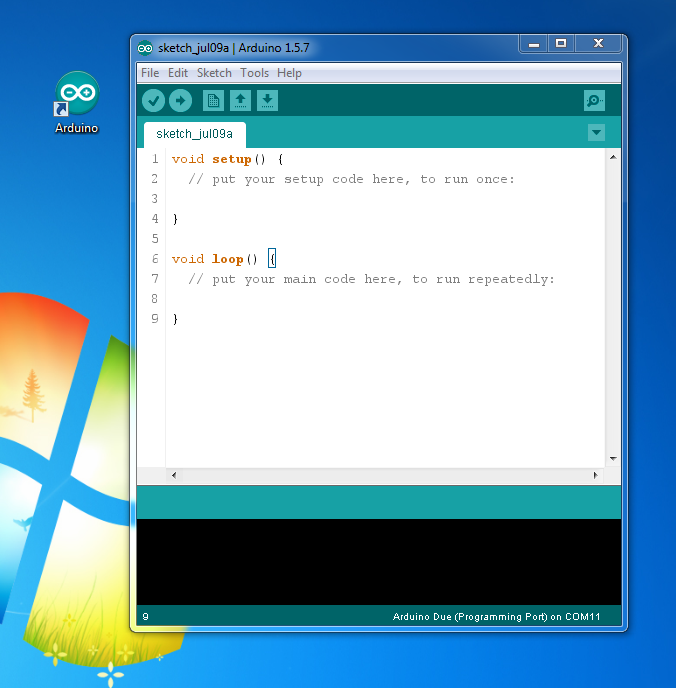 sketch_jul09a | Arduino 1.5.7
File Edit Sketch Tools Help
Arduino
sketch_jul09a
1 void setup() {
2   // put your setup code here, to run once:
3
4 }
5
6 void loop() {
7   // put your main code here, to run repeatedly:
8
9 }
9 Arduino Due (Programming Port) on COM11